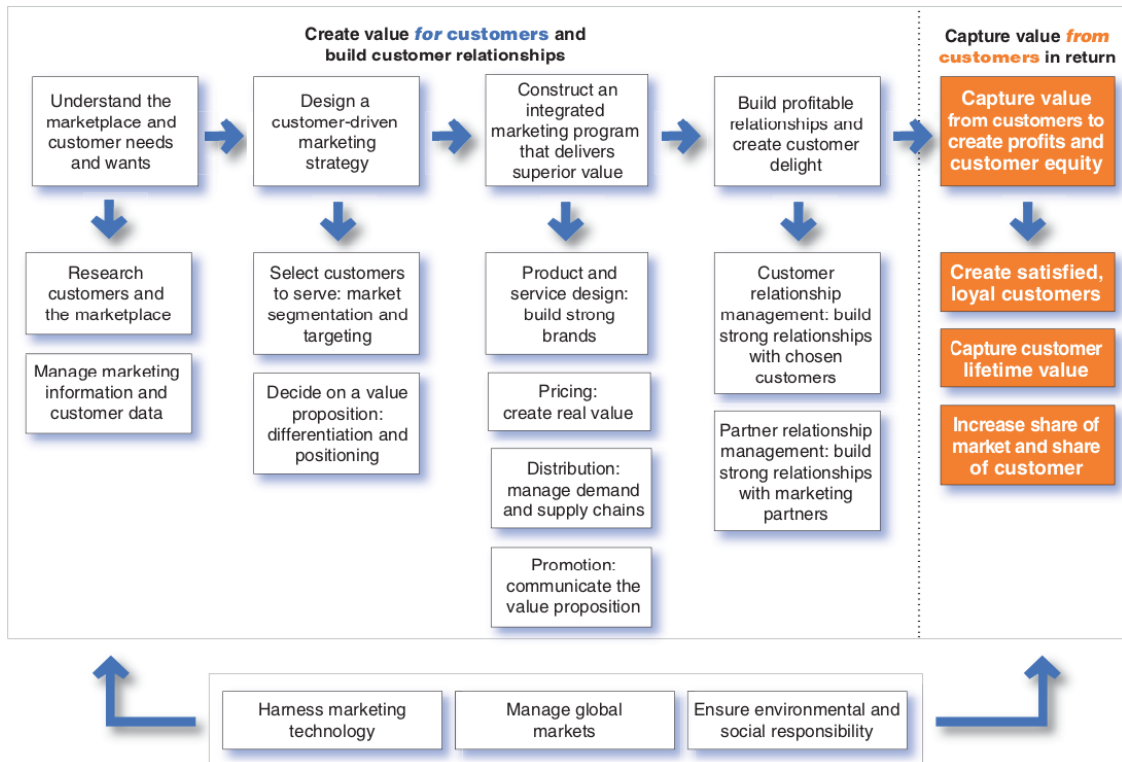 Create value for customers and
build customer relationships
Capture value from
customers in return
Understand the
marketplace and
customer needs
and wants
Design a
customer-driven
marketing
strategy
Construct an
integrated
marketing program
that delivers
superior value
Build profitable
relationships and
create customer
delight
Capture value
from customers to
create profits and
customer equity
Research
customers and
the marketplace
Manage marketing
information and
customer data
Select customers
to serve: market
segmentation and
targeting
Decide on a value
proposition:
differentiation and
positioning
Product and
service design:
build strong
brands
Pricing:
create real value
Distribution:
manage demand
and supply chains
Promotion:
communicate the
value proposition
Customer
relationship
management: build
strong relationships
with chosen
customers
Partner relationship
management: build
strong relationships
with marketing
partners
Create satisfied,
loyal customers
Capture customer
lifetime value
Increase share of
market and share
of customer
Harness marketing
technology
Manage global
markets
Ensure environmental and
social responsibility